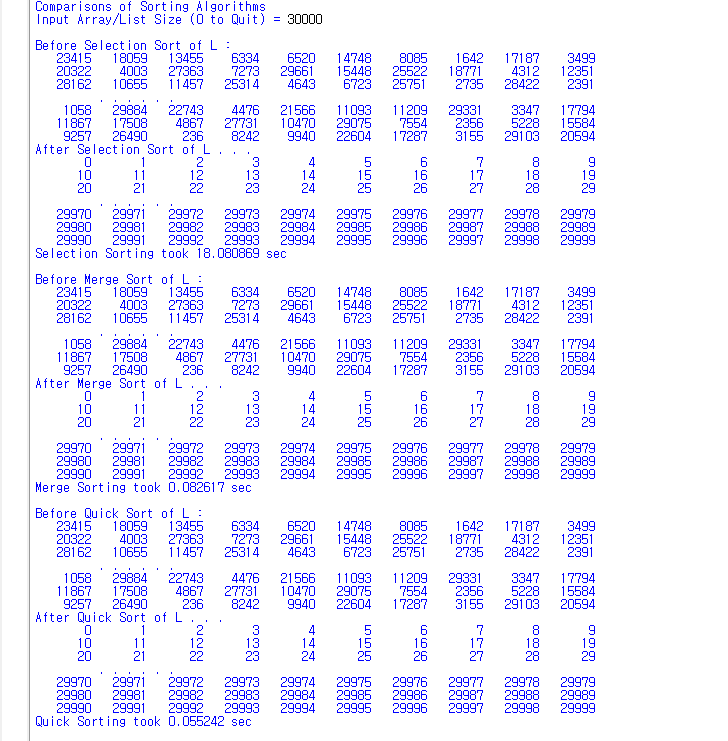 Comparisons of Sorting Algorithms
Input Array/List Size (0 to Quit) = 30000
Before Selection Sort of L :
23415 18059 13455 6334 6520 14748 8085 1642 17187 3499
20322 4003 27363 7273 29661 15448 25522 18771 4312 12351
28162 10655 11457 25314 4643 6723 25751 2735 28422 2391
. . . . . .
1058 29884 22743 4476 21566 11093 11209 29331 3347 17794
11867 17508 4867 27731 10470 29075 7554 2356 5228 15584
9257 26490 236 8242 9940 22604 17287 3155 29103 20594
After Selection Sort of L . . .
0 1 2 3 4 5 6 7 8 9
10 11 12 13 14 15 16 17 18 19
20 21 22 23 24 25 26 27 28 29
. . . . . .
29970 29971 29972 29973 29974 29975 29976 29977 29978 29979
29980 29981 29982 29983 29984 29985 29986 29987 29988 29989
29990 29991 29992 29993 29994 29995 29996 29997 29998 29999
Selection Sorting took 18.080869 sec
Before Merge Sort of L :
23415 18059 13455 6334 6520 14748 8085 1642 17187 3499
20322 4003 27363 7273 29661 15448 25522 18771 4312 12351
28162 10655 11457 25314 4643 6723 25751 2735 28422 2391
. . . . . .
1058 29884 22743 4476 21566 11093 11209 29331 3347 17794
11867 17508 4867 27731 10470 29075 7554 2356 5228 15584
9257 26490 236 8242 9940 22604 17287 3155 29103 20594
After Merge Sort of L . . .
0 1 2 3 4 5 6 7 8 9
10 11 12 13 14 15 16 17 18 19
20 21 22 23 24 25 26 27 28 29
. . . . . .
29970 29971 29972 29973 29974 29975 29976 29977 29978 29979
29980 29981 29982 29983 29984 29985 29986 29987 29988 29989
29990 29991 29992 29993 29994 29995 29996 29997 29998 29999
Merge Sorting took 0.082617 sec
Before Quick Sort of L :
23415 18059 13455 6334 6520 14748 8085 1642 17187 3499
20322 4003 27363 7273 29661 15448 25522 18771 4312 12351
28162 10655 11457 25314 4643 6723 25751 2735 28422 2391
. . . . . .
1058 29884 22743 4476 21566 11093 11209 29331 3347 17794
11867 17508 4867 27731 10470 29075 7554 2356 5228 15584
9257 26490 236 8242 9940 22604 17287 3155 29103 20594
After Quick Sort of L . . .
0 1 2 3 4 5 6 7 8 9
10 11 12 13 14 15 16 17 18 19
20 21 22 23 24 25 26 27 28 29
. . . . . .
29970 29971 29972 29973 29974 29975 29976 29977 29978 29979
29980 29981 29982 29983 29984 29985 29986 29987 29988 29989
29990 29991 29992 29993 29994 29995 29996 29997 29998 29999
Quick Sorting took 0.055242 sec